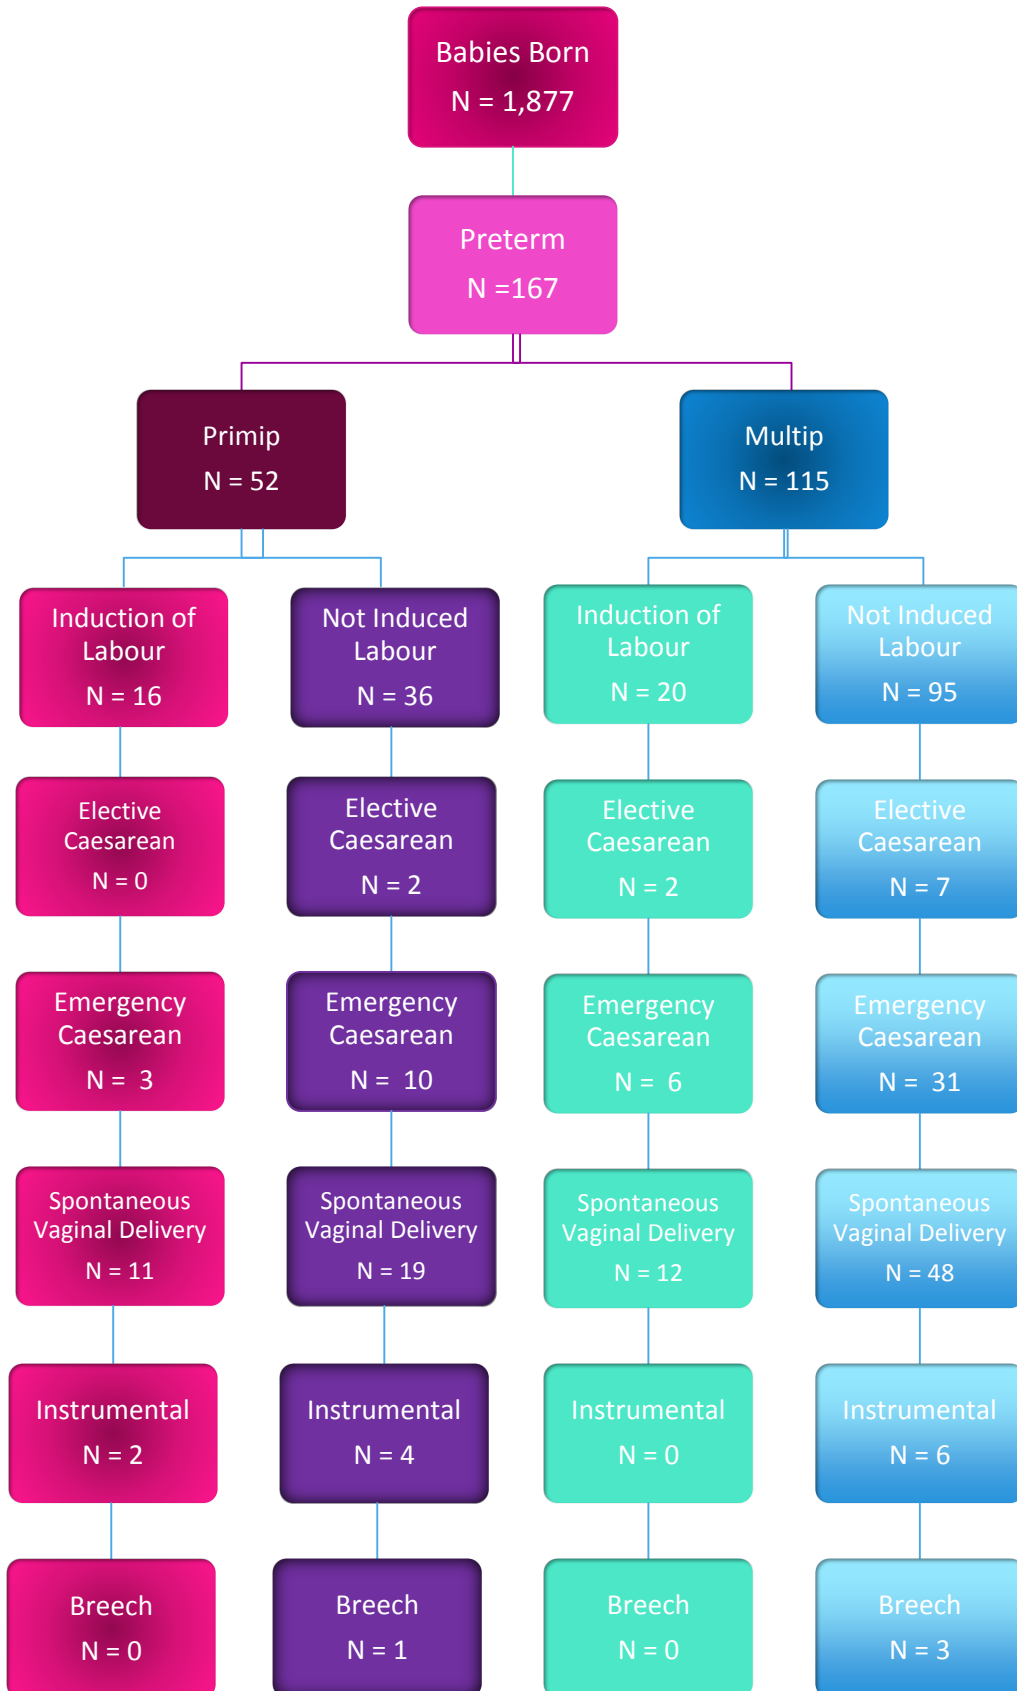 Babies Born
N = 1,877
Preterm
N =167
Primip
N = 52
Multip
N = 115
Induction of
Labour
N = 16
Not Induced
Labour
N = 36
Induction of
Labour
N = 20
Not Induced
Labour
N = 95
Elective
Caesarean
N = 0
Elective
Caesarean
N = 2
Elective
Caesarean
N = 2
Elective
Caesarean
N = 7
Emergency
Caesarean
N =  3
Emergency
Caesarean
N =  10
Emergency
Caesarean
N =  6
Emergency
Caesarean
N = 31
Spontaneous
Vaginal Delivery
N = 11
Spontaneous
Vaginal Delivery
N = 19
Spontaneous
Vaginal Delivery
N = 12
Spontaneous
Vaginal Delivery
N = 48
Instrumental
N = 2
Instrumental
N = 4
Instrumental
N = 0
Instrumental
N = 6
Breech
N = 0
Breech
N = 1
Breech
N = 0
Breech
N = 3